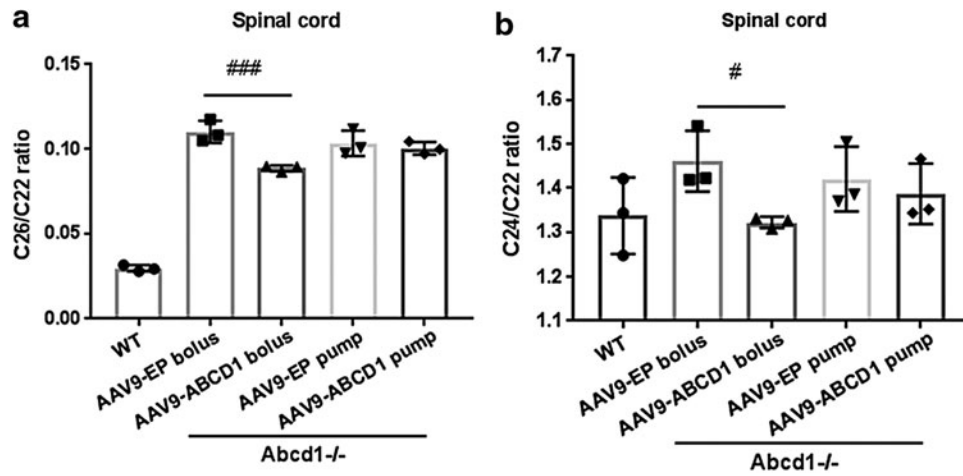 a
Spinal cord
C26/C22 ratio
0.15
0.10
0.05
0.00
###
WT
AAV9-EP bolus
AAV9-ABCD1 bolus
AAV9-EP pump
AAV9-ABCD1 pump
Abcd1-/-
b
Spinal cord
C24/C22 ratio
1.7
1.6
1.5
1.4
1.3
1.2
1.1
#
WT
AAV9-EP bolus
AAV9-ABCD1 bolus
AAV9-EP pump
AAV9-ABCD1 pump
Abcd1-/-